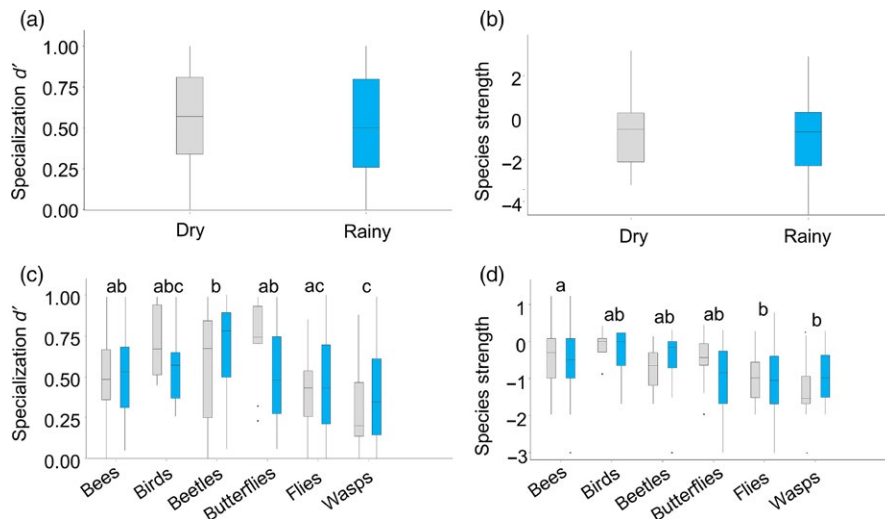 (a)
Specialization d′
1.00
0.75
0.50
0.25
0.00
Dry
Rainy
(b)
Species strength
2
0
−2
−4
Dry
Rainy
(c)
Specialization d′
1.00
0.75
0.50
0.25
0.00
ab
abc
b
ab
ac
c
Bees
Birds
Beetles
Butterflies
Flies
Wasps
(d)
Species strength
1
0
−1
−2
−3
a
ab
ab
ab
b
b
Bees
Birds
Beetles
Butterflies
Flies
Wasps